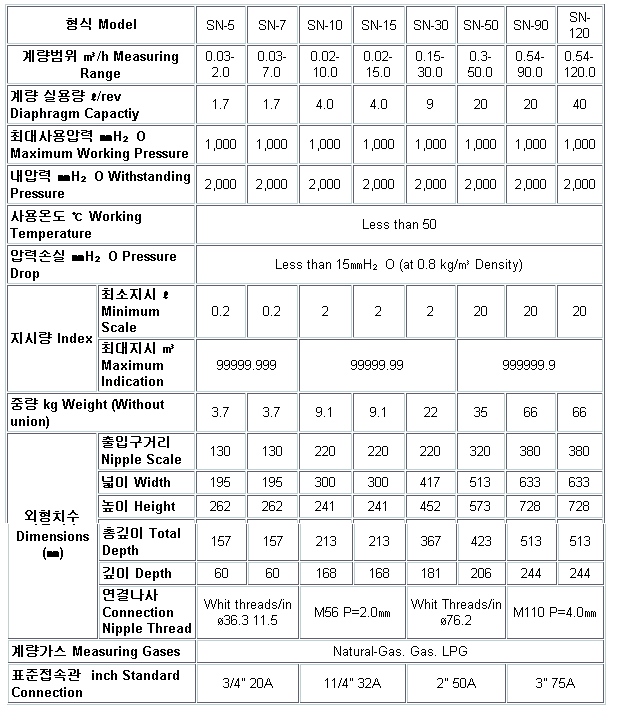 형식 Model SN-5 SN-7 SN-10 SN-15 SN-30 SN-50 SN-90 SN-120
계량범위 ㎥/h Measuring Range 0.03-2.0 0.03-7.0 0.02-10.0 0.02-15.0 0.15-30.0 0.3-50.0 0.54-90.0 0.54-120.0
계량 실용량 ℓ/rev Diaphragm Capactiy 1.7 1.7 4.0 4.0 9 20 20 40
최대사용압력 ㎜H₂ O Maximum Working Pressure 1,000 1,000 1,000 1,000 1,000 1,000 1,000 1,000
내압력 ㎜H₂ O Withstanding Pressure 2,000 2,000 2,000 2,000 2,000 2,000 2,000 2,000
사용온도 ℃ Working Temperature Less than 50
압력손실 ㎜H₂ O Pressure Drop Less than 15㎜H₂ O (at 0.8 kg/㎥ Density)
지시량 Index
최소지시 ℓ Minimum Scale 0.2 0.2 2 2 2 20 20 20
최대지시 ㎥ Maximum Indication 99999.999 99999.99 999999.9
중량 kg Weight (Without union) 3.7 3.7 9.1 9.1 22 35 66 66
외형치수 Dimensions (㎜)
출입구거리 Nipple Scale 130 130 220 220 220 320 380 380
넓이 Width 195 195 300 300 417 513 633 633
높이 Height 262 262 241 241 452 573 728 728
총깊이 Total Depth 157 157 213 213 367 423 513 513
깊이 Depth 60 60 168 168 181 206 244 244
연결나사 Connection Nipple Thread Whit threads/in ø36.3 11.5 M56 P=2.0㎜ Whit Threads/in ø76.2 M110 P=4.0㎜
계량가스 Measuring Gases Natural-Gas. Gas. LPG
표준접속관 inch Standard Connection 3/4" 20A 11/4" 32A 2" 50A 3" 75A